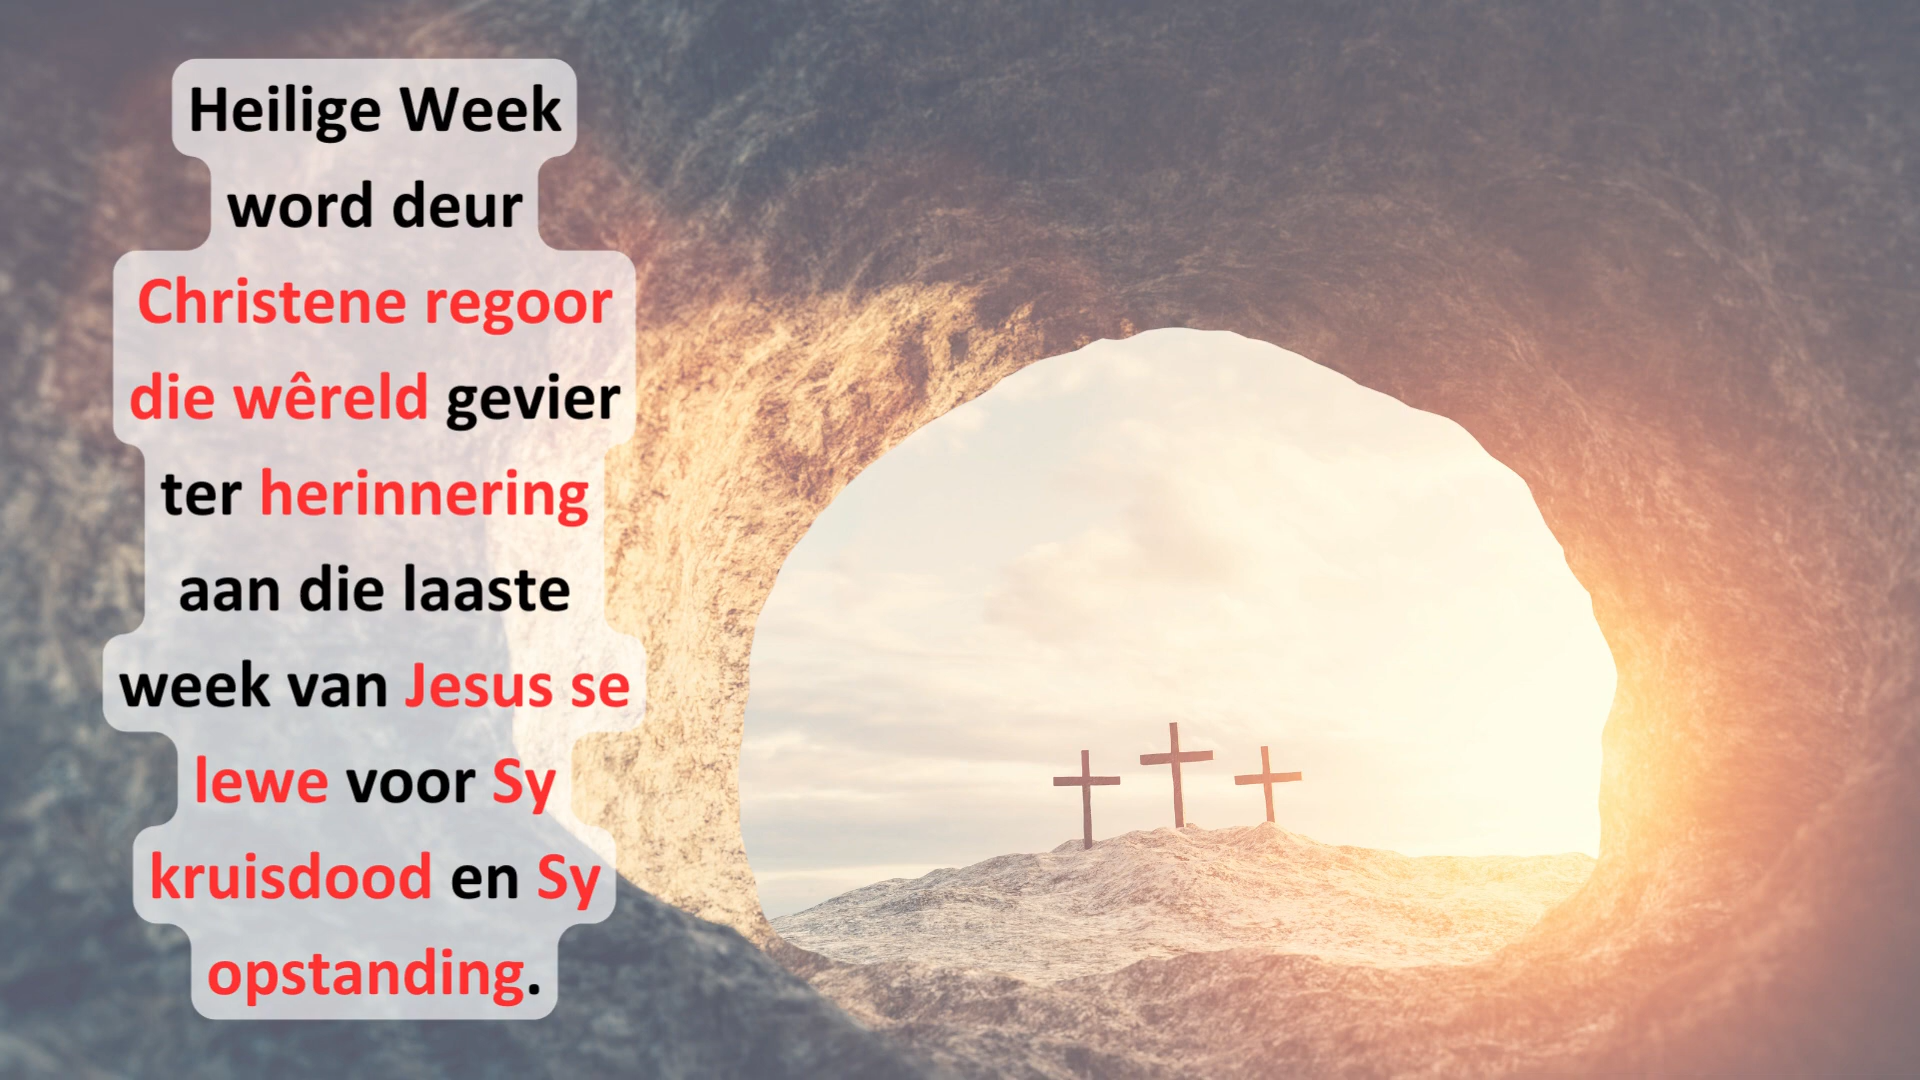 Heilige Week
word deur
Christene regoor
die wêreld gevier
ter herinnering
aan die laaste
week van Jesus se
lewe voor Sy
kruisdood en Sy
opstanding.